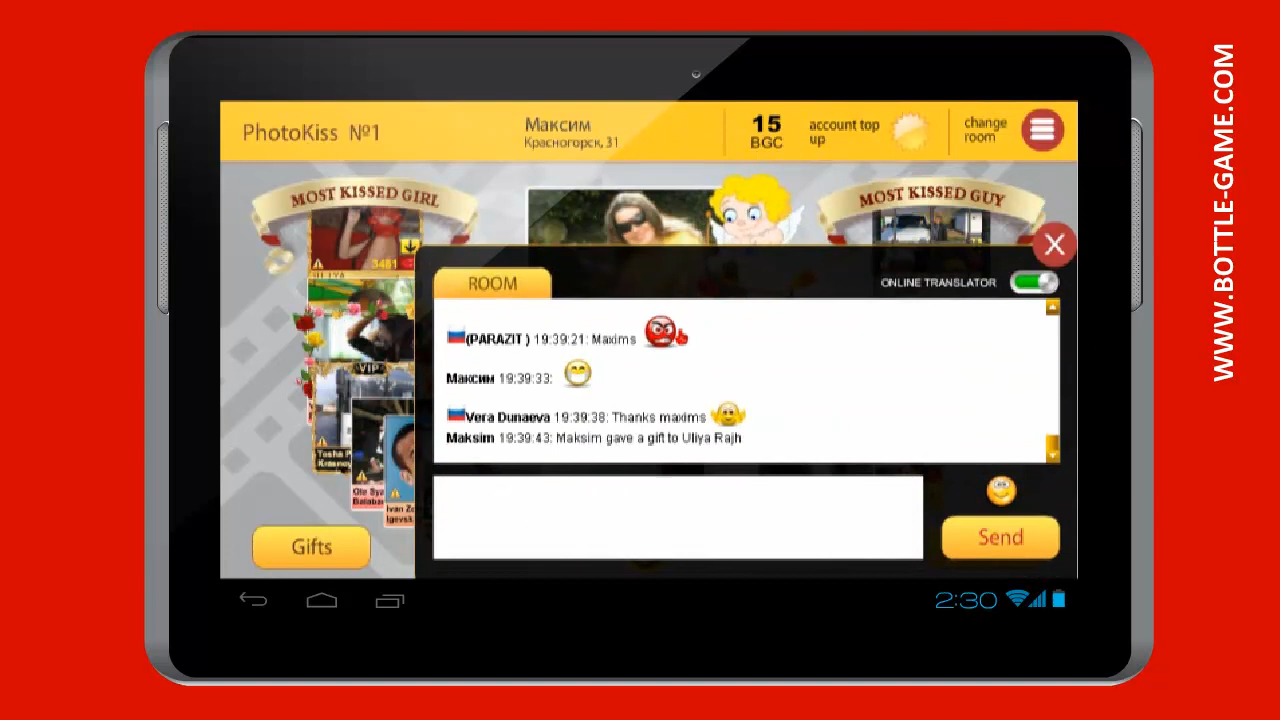 PhotoKiss №1
Максим
Красногорск, 31
15
BGC
account top
up
change
room
MOST KISSED GIRL
MOST KISSED GUY
3481
VIP
ROOM
ONLINE TRANSLATOR
(PARAZIT ) 19:39:21: Maxims
Максим 19:39:33:
Vera Dunaeva 19:39:38: Thanks maxims
Maksim 19:39:43: Maksim gave a gift to Uliya Rajh
Gifts
Send
2:30
WWW.BOTTLE-GAME.COM